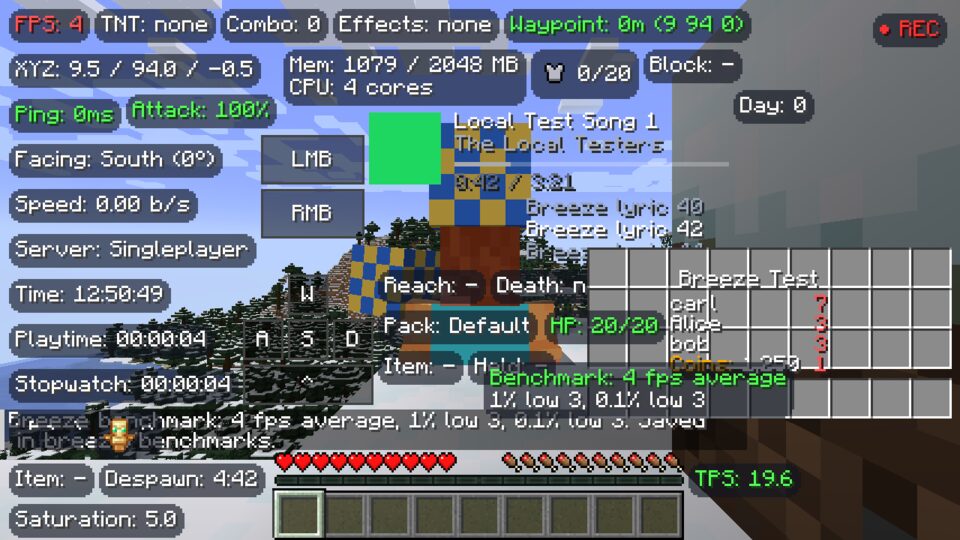 FPS: 4
TNT: none
Combo: 0
Effects: none
Waypoint: 0m (9 94 0)
REC
XYZ: 9.5 / 94.0 / -0.5
Mem: 1079 / 2048 MB
CPU: 4 cores
0/20
Block: -
Day: 0
Ping: 0ms
Attack: 100%
Local Test Song 1
The Local Testers
0:42 / 3:21
Facing: South (0°)
LMB
Speed: 0.00 b/s
RMB
Breeze lyric 40
Breeze lyric 42
Server: Singleplayer
Breeze Test
Time: 12:50:49
W
Reach: -
Death: n
carl 7
Alice 3
bob 3
Coins: 1,250 1
Playtime: 00:00:04
A S D
Pack: Default
HP: 20/20
Item: -
Stopwatch: 00:00:04
^
Benchmark: 4 fps average
1% low 3, 0.1% low 3
Breeze benchmark: 4 fps average, 1% low 3, 0.1% low 3. Saved
in breeze benchmarks.
Item: -
Despawn: 4:42
TPS: 19.6
Saturation: 5.0